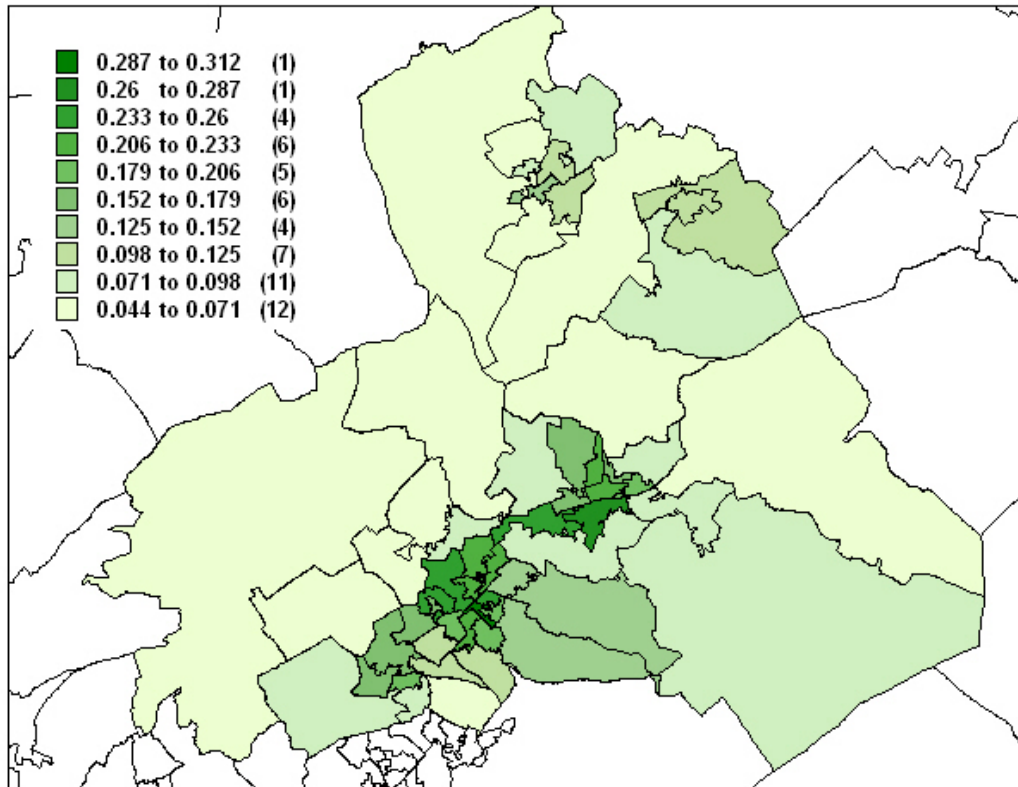 0.287 to 0.312 (1)
0.26 to 0.287 (1)
0.233 to 0.26 (4)
0.206 to 0.233 (6)
0.179 to 0.206 (5)
0.152 to 0.179 (6)
0.125 to 0.152 (4)
0.098 to 0.125 (7)
0.071 to 0.098 (11)
0.044 to 0.071 (12)